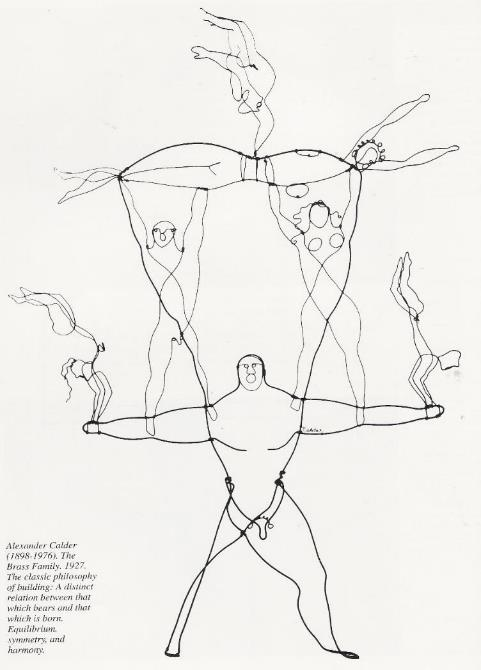 Calder
Alexander Calder
(1898-1976). The
Brass Family. 1927.
The classic philosophy
of building: A distinct
relation between that
which bears and that
which is born.
Equilibrium,
symmetry, and
harmony.